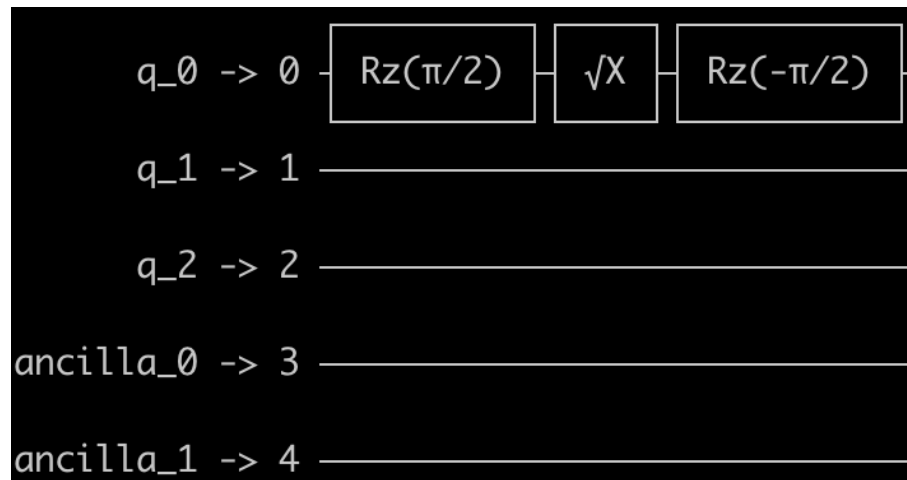 q_0 -> 0 Rz(π/2) √X Rz(-π/2)
q_1 -> 1
q_2 -> 2
ancilla_0 -> 3
ancilla_1 -> 4